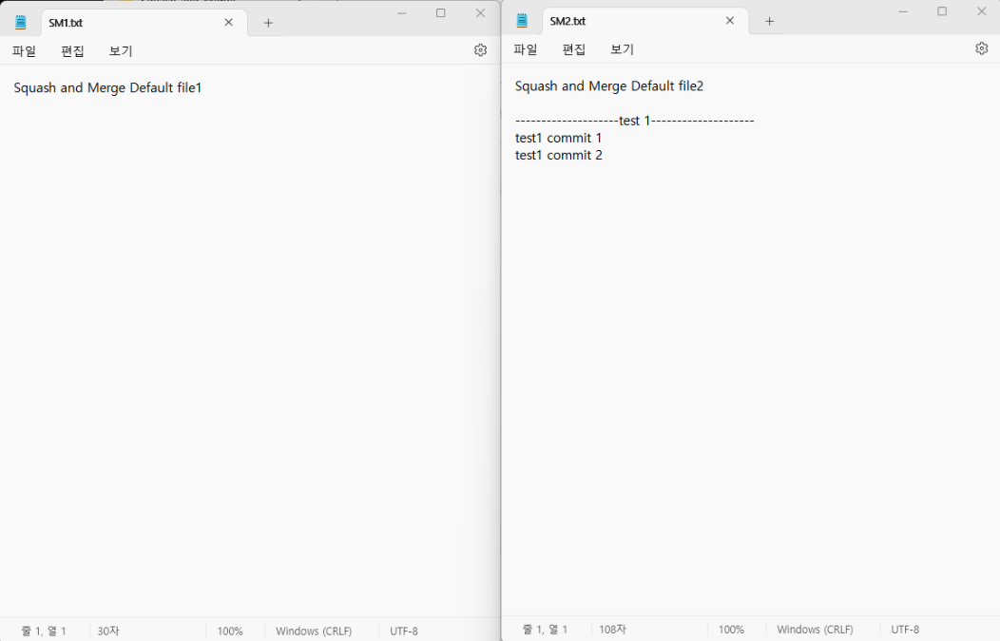 SM1.txt
파일 편집 보기
Squash and Merge Default file1
줄 1, 열 1 30자 100% Windows (CRLF) UTF-8
SM2.txt
파일 편집 보기
Squash and Merge Default file2
--------------------test 1--------------------
test1 commit 1
test1 commit 2
줄 1, 열 1 108자 100% Windows (CRLF) UTF-8